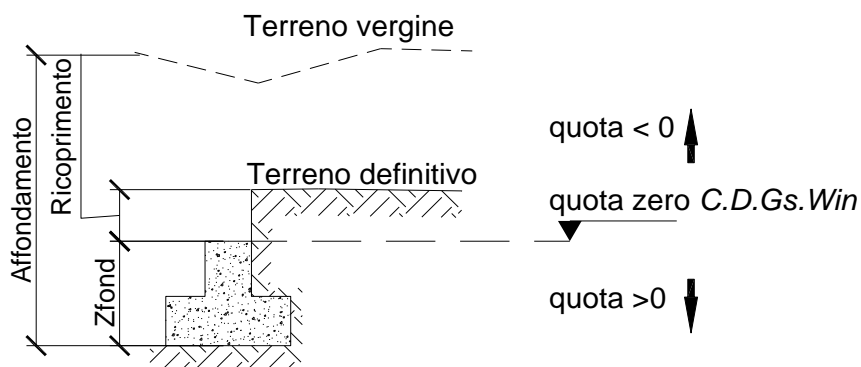 Terreno vergine
Affondamento
Ricoprimento
quota < 0
Terreno definitivo
quota zero C.D.Gs.Win
Zfond
quota >0